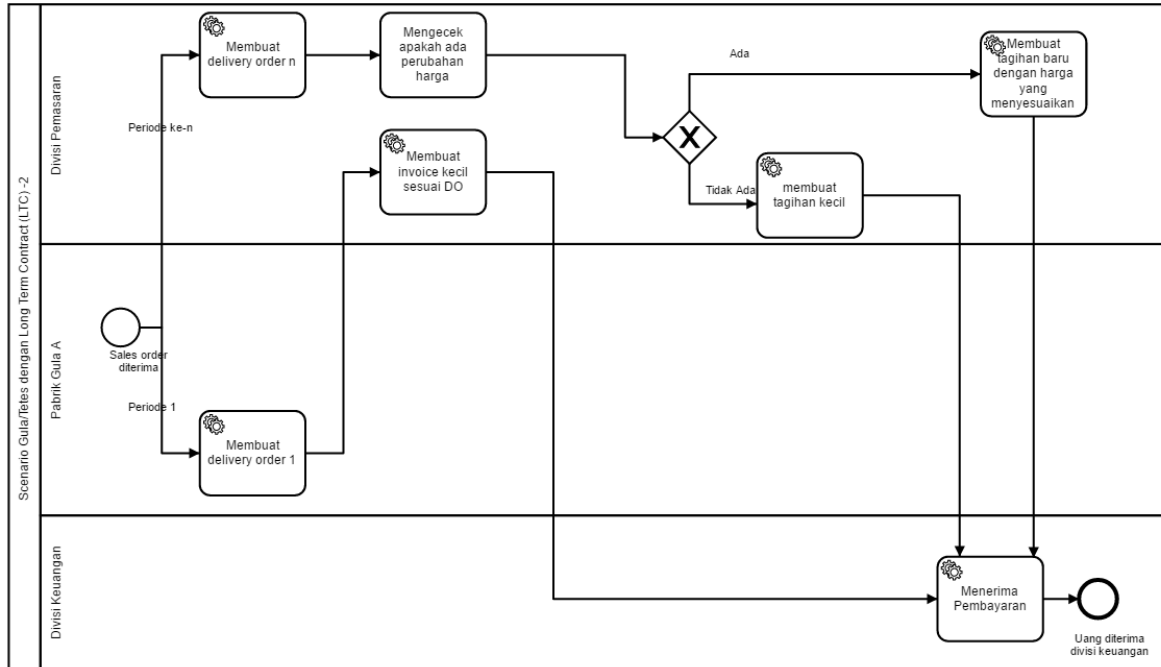 Scenario Gula/Tetes dengan Long Term Contract (LTC) -2
Divisi Pemasaran
Membuat
delivery order n
Mengecek
apakah ada
perubahan
harga
Ada
Membuat
tagihan baru
dengan harga
yang
menyesuaikan
Periode ke-n
Membuat
invoice kecil
sesuai DO
X
Tidak Ada
membuat
tagihan kecil
Pabrik Gula A
Sales order
diterima
Periode 1
Membuat
delivery order 1
Divisi Keuangan
Menerima
Pembayaran
Uang diterima
divisi keuangan